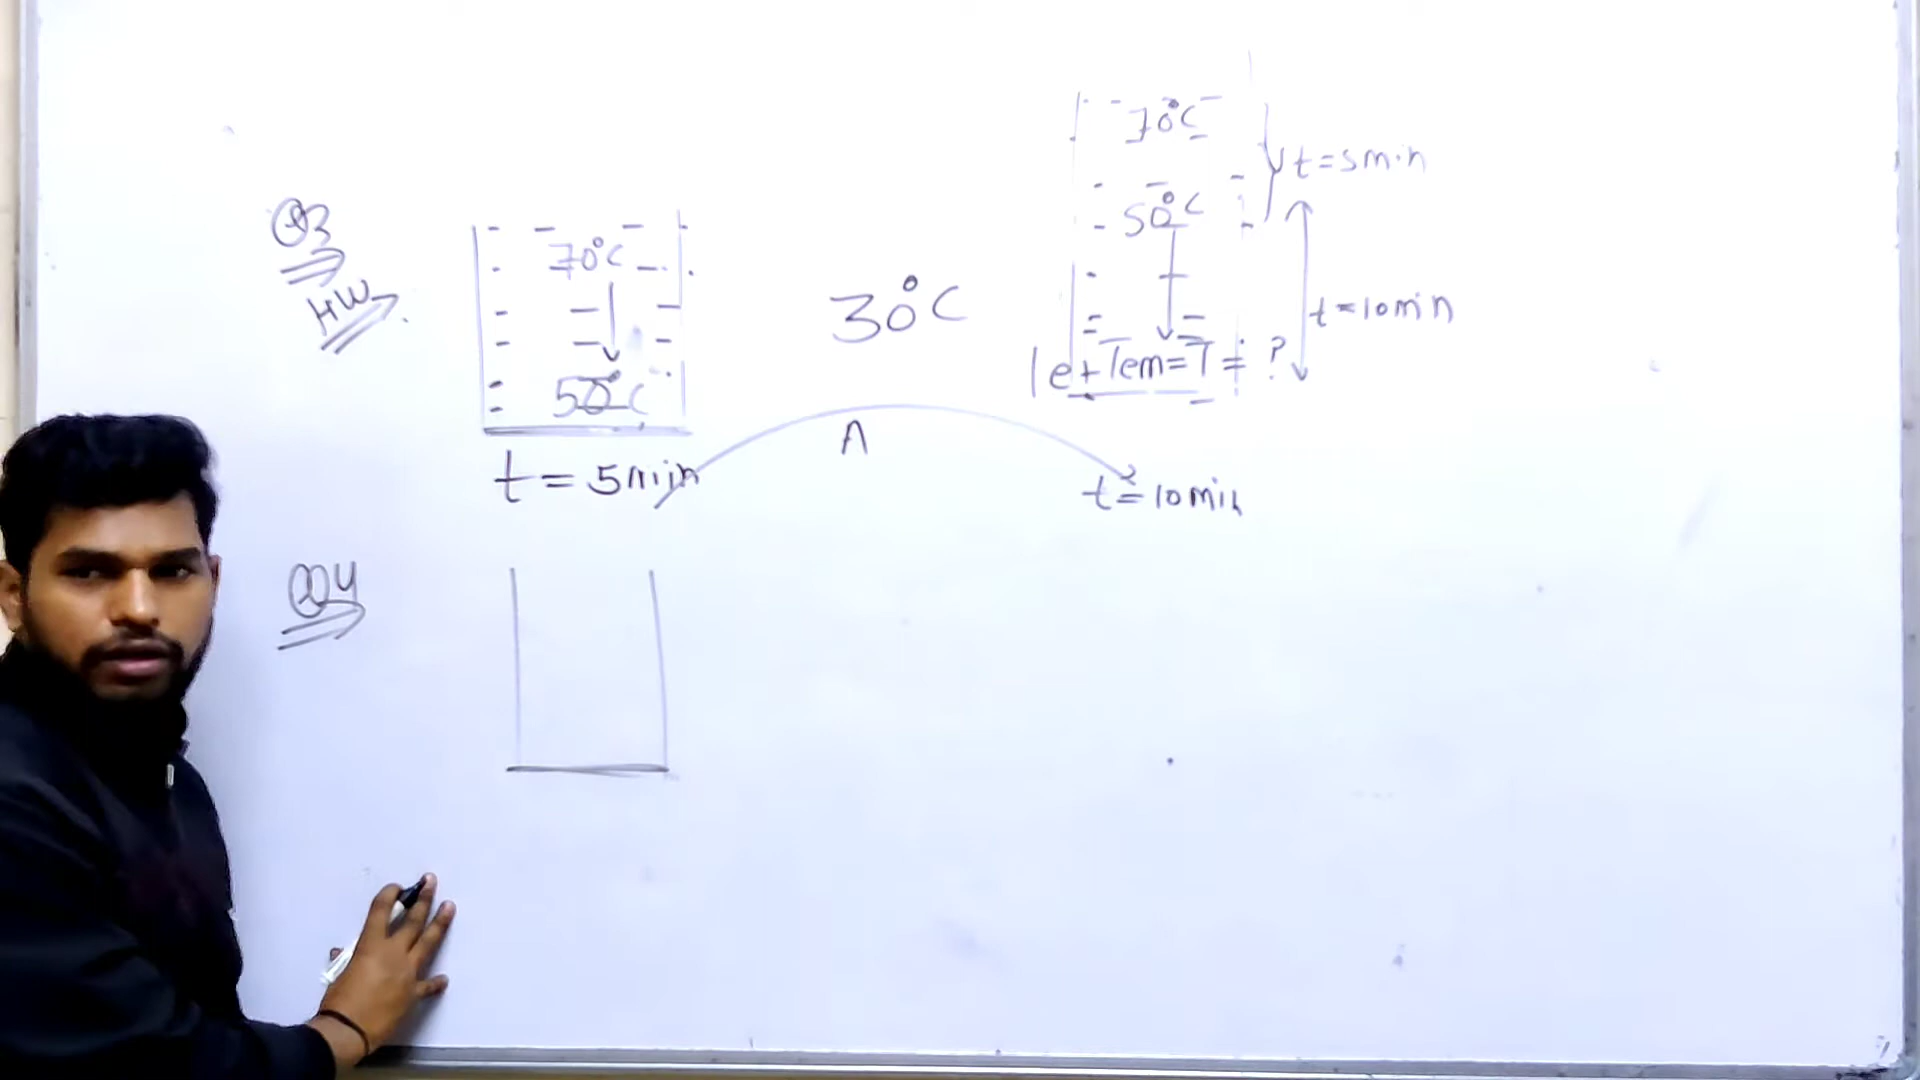 Q3
HW
70°C
50°C
t = 5min
30°C
A
70°C
t = 5min
50°C
t = 10min
let Tem = T = ?
t = 10min
Q4